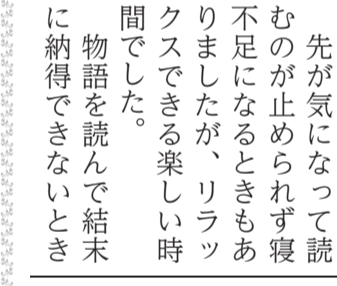 先が気になって読
むのが止められず寝
不足になるときもあ
りましたが、リラッ
クスできる楽しい時
間でした。
　物語を読んで結末
に納得できないとき